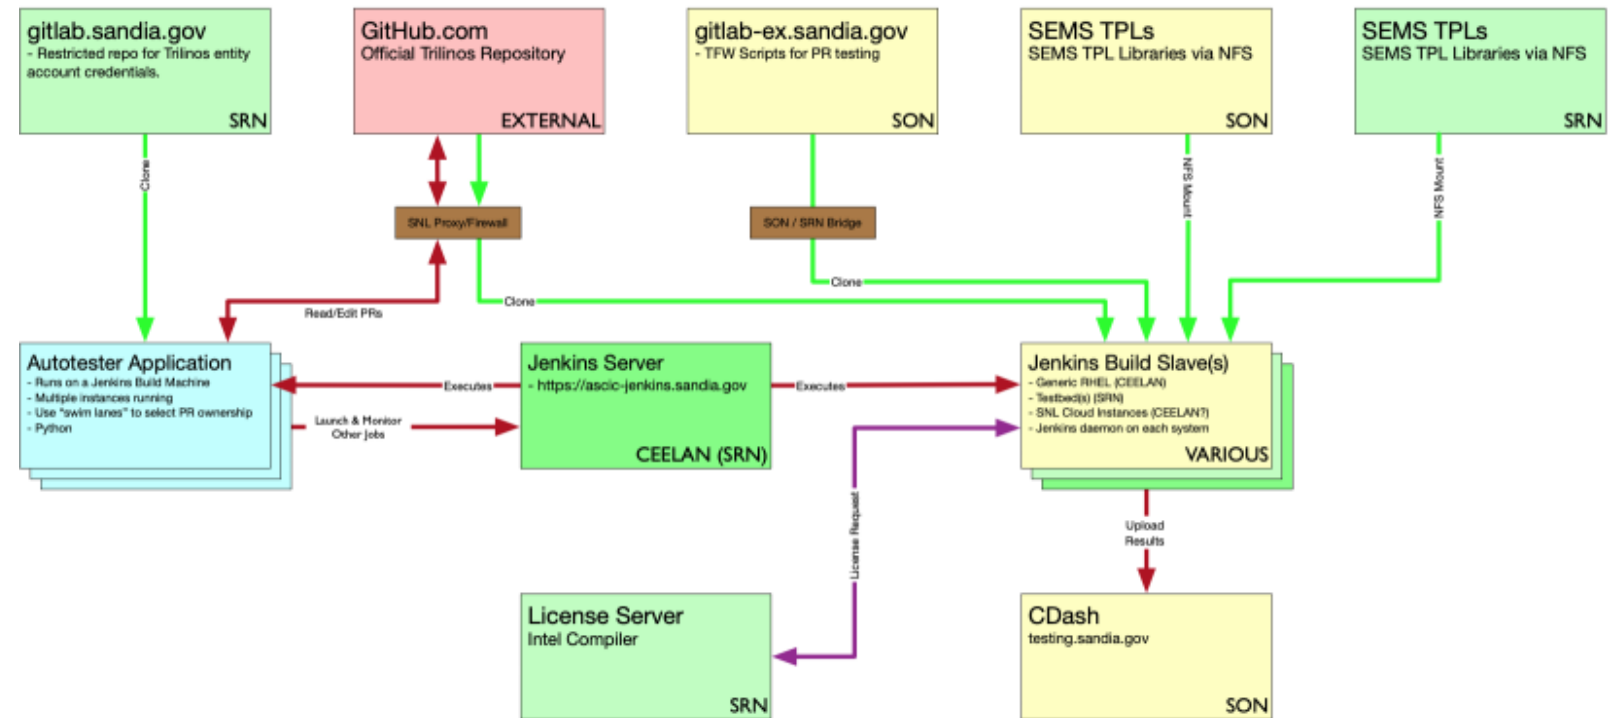 gitlab.sandia.gov
- Restricted repo for Trilinos entity
account credentials.
SRN
GitHub.com
Official Trilinos Repository
EXTERNAL
gitlab-ex.sandia.gov
- TFW Scripts for PR testing
SON
SEMS TPLs
SEMS TPL Libraries via NFS
SON
SEMS TPLs
SEMS TPL Libraries via NFS
SRN
Clone
NFS Mount
NFS Mount
SNL Proxy/Firewall
SON / SRN Bridge
Clone
Clone
Read/Edit PRs
Autotester Application
- Runs on a Jenkins Build Machine
- Multiple instances running
- Use "swim lanes" to select PR ownership
- Python
Executes
Launch & Monitor
Other Jobs
Jenkins Server
- https://ascic-jenkins.sandia.gov
CEELAN (SRN)
Executes
Jenkins Build Slave(s)
- Generic RHEL (CEELAN)
- Testbed(s) (SRN)
- SNL Cloud Instances (CEELAN?)
- Jenkins daemon on each system
VARIOUS
License Request
Upload
Results
License Server
Intel Compiler
SRN
CDash
testing.sandia.gov
SON